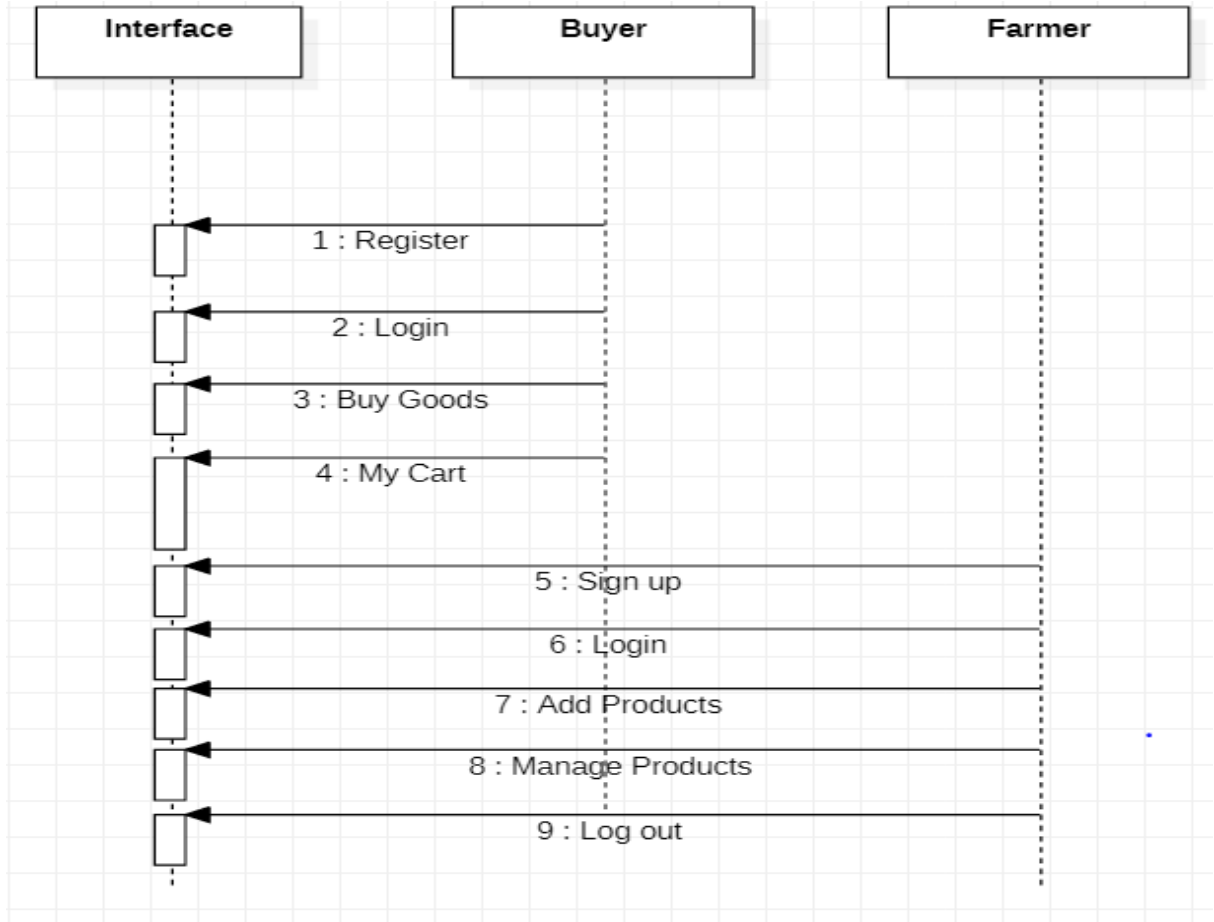 Interface
Buyer
Farmer
1 : Register
2 : Login
3 : Buy Goods
4 : My Cart
5 : Sign up
6 : Login
7 : Add Products
8 : Manage Products
9 : Log out